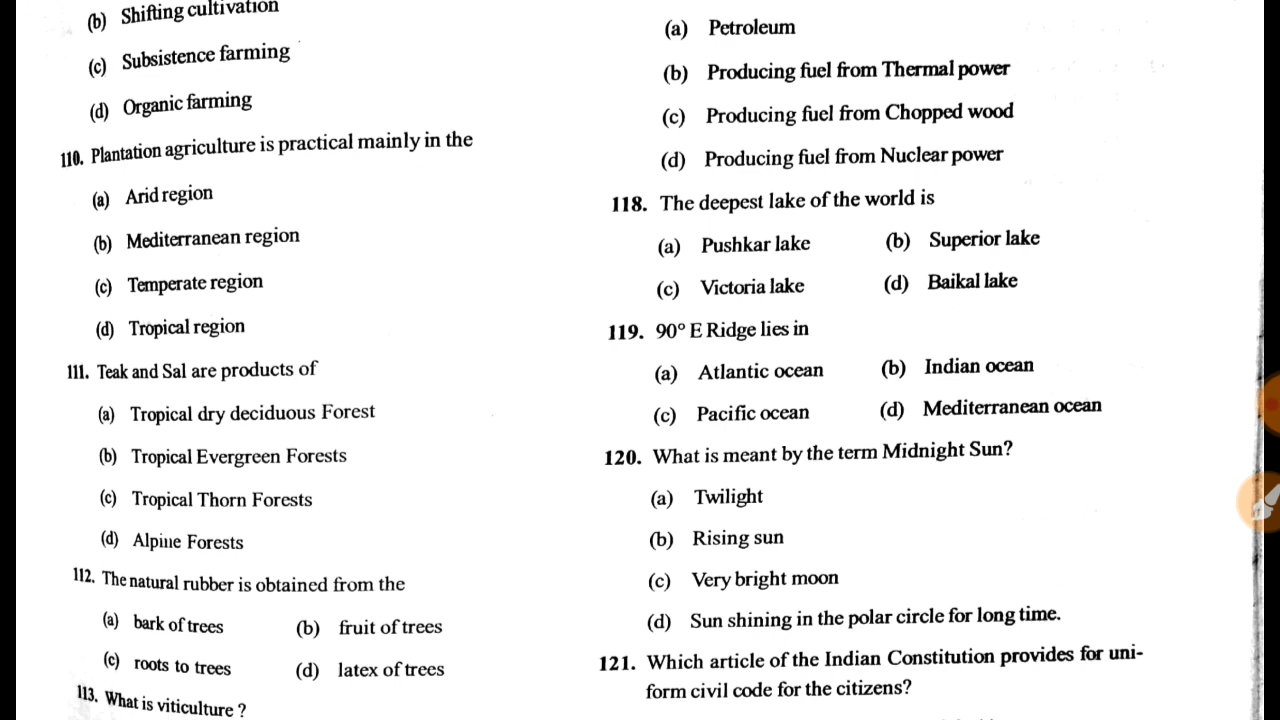 (b) Shifting cultivation
(c) Subsistence farming
(d) Organic farming
110. Plantation agriculture is practical mainly in the
(a) Arid region
(b) Mediterranean region
(c) Temperate region
(d) Tropical region
111. Teak and Sal are products of
(a) Tropical dry deciduous Forest
(b) Tropical Evergreen Forests
(c) Tropical Thorn Forests
(d) Alpine Forests
112. The natural rubber is obtained from the
(a) bark of trees (b) fruit of trees
(c) roots to trees (d) latex of trees
113. What is viticulture ?
(a) Petroleum
(b) Producing fuel from Thermal power
(c) Producing fuel from Chopped wood
(d) Producing fuel from Nuclear power
118. The deepest lake of the world is
(a) Pushkar lake (b) Superior lake
(c) Victoria lake (d) Baikal lake
119. 90° E Ridge lies in
(a) Atlantic ocean (b) Indian ocean
(c) Pacific ocean (d) Mediterranean ocean
120. What is meant by the term Midnight Sun?
(a) Twilight
(b) Rising sun
(c) Very bright moon
(d) Sun shining in the polar circle for long time.
121. Which article of the Indian Constitution provides for uni-
form civil code for the citizens?